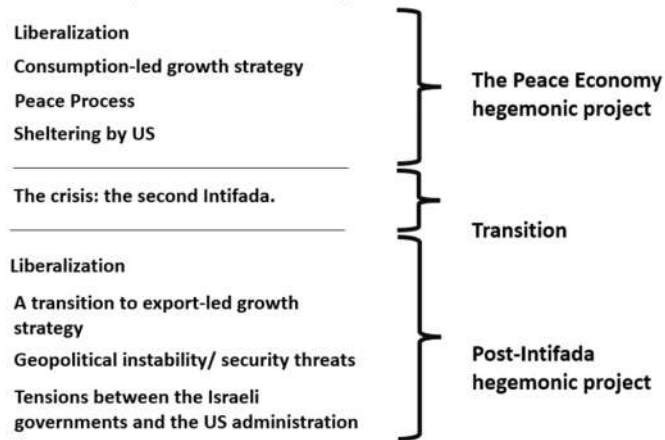 Liberalization
Consumption-led growth strategy
Peace Process
Sheltering by US
The Peace Economy
hegemonic project
The crisis: the second Intifada.
Transition
Liberalization
A transition to export-led growth
strategy
Geopolitical instability/ security threats
Tensions between the Israeli
governments and the US administration
Post-Intifada
hegemonic project